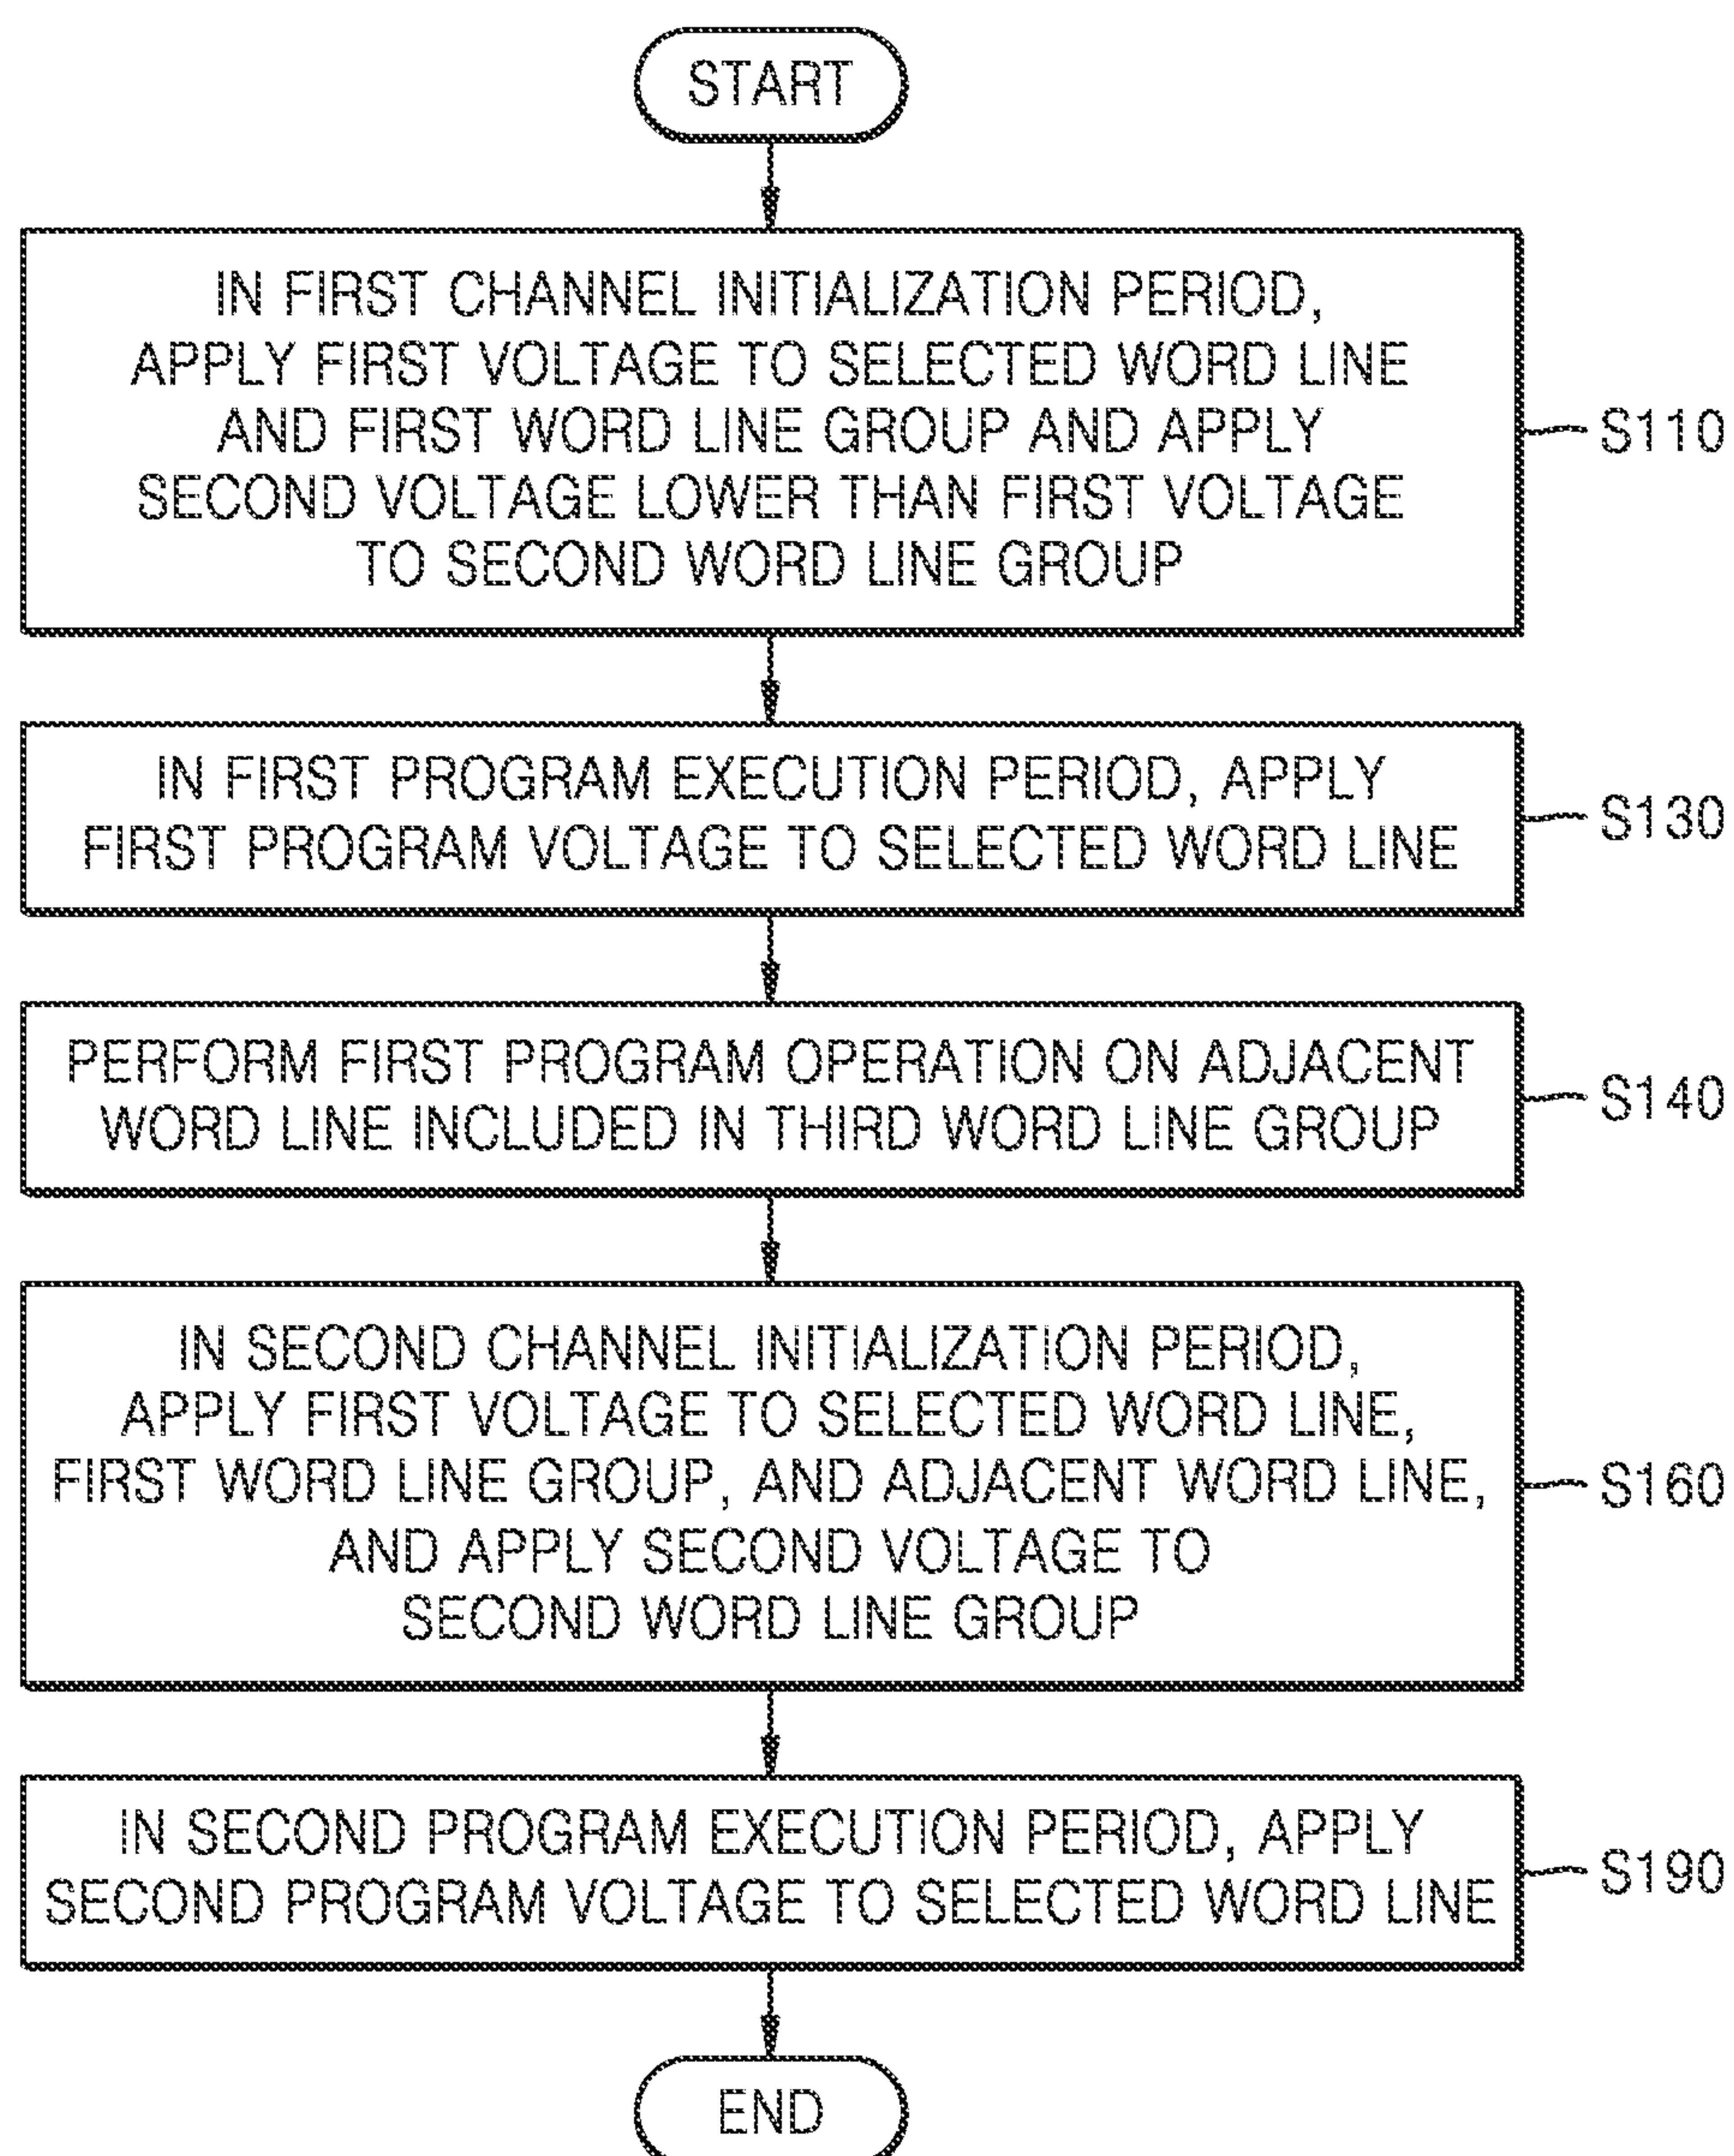 START
IN FIRST CHANNEL INITIALIZATION PERIOD,
APPLY FIRST VOLTAGE TO SELECTED WORD LINE
AND FIRST WORD LINE GROUP AND APPLY
SECOND VOLTAGE LOWER THAN FIRST VOLTAGE
TO SECOND WORD LINE GROUP
S110
IN FIRST PROGRAM EXECUTION PERIOD, APPLY
FIRST PROGRAM VOLTAGE TO SELECTED WORD LINE
S130
PERFORM FIRST PROGRAM OPERATION ON ADJACENT
WORD LINE INCLUDED IN THIRD WORD LINE GROUP
S140
IN SECOND CHANNEL INITIALIZATION PERIOD,
APPLY FIRST VOLTAGE TO SELECTED WORD LINE,
FIRST WORD LINE GROUP, AND ADJACENT WORD LINE,
AND APPLY SECOND VOLTAGE TO
SECOND WORD LINE GROUP
S160
IN SECOND PROGRAM EXECUTION PERIOD, APPLY
SECOND PROGRAM VOLTAGE TO SELECTED WORD LINE
S190
END